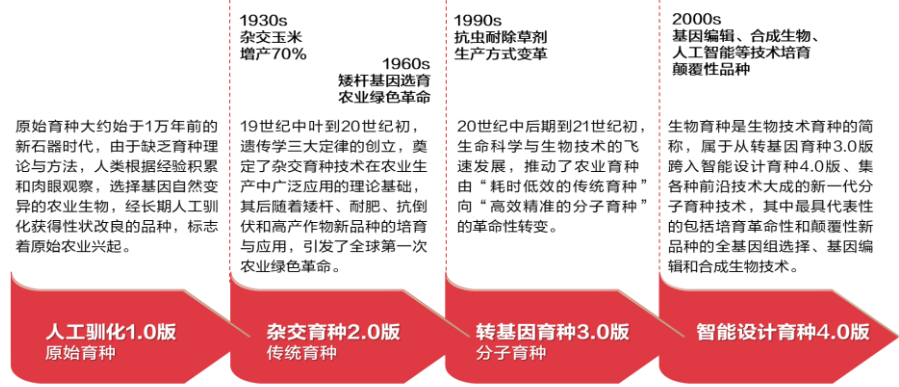 1930s
杂交玉米
增产70%
1960s
矮杆基因选育
农业绿色革命
1990s
抗虫耐除草剂
生产方式变革
2000s
基因编辑、合成生物、
人工智能等技术培育
颠覆性品种
原始育种大约始于1万年前的
新石器时代，由于缺乏育种理
论与方法，人类根据经验积累
和肉眼观察，选择基因自然变
异的农业生物，经长期人工驯
化获得性状改良的品种，标志
着原始农业兴起。
19世纪中叶到20世纪初，
遗传学三大定律的创立，奠
定了杂交育种技术在农业生
产中广泛应用的理论基础，
其后随着矮杆、耐肥、抗倒
伏和高产作物新品种的培育
与应用，引发了全球第一次
农业绿色革命。
20世纪中后期到21世纪初，
生命科学与生物技术的飞
速发展，推动了农业育种
由“耗时低效的传统育种”
向“高效精准的分子育种”
的革命性转变。
生物育种是生物技术育种的简
称，属于从转基因育种3.0版
跨入智能设计育种4.0版、集
各种前沿技术大成的新一代分
子育种技术，其中最具代表性
的包括培育革命性和颠覆性新
品种的全基因组选择、基因编
辑和合成生物技术。
人工驯化1.0版
原始育种
杂交育种2.0版
传统育种
转基因育种3.0版
分子育种
智能设计育种4.0版